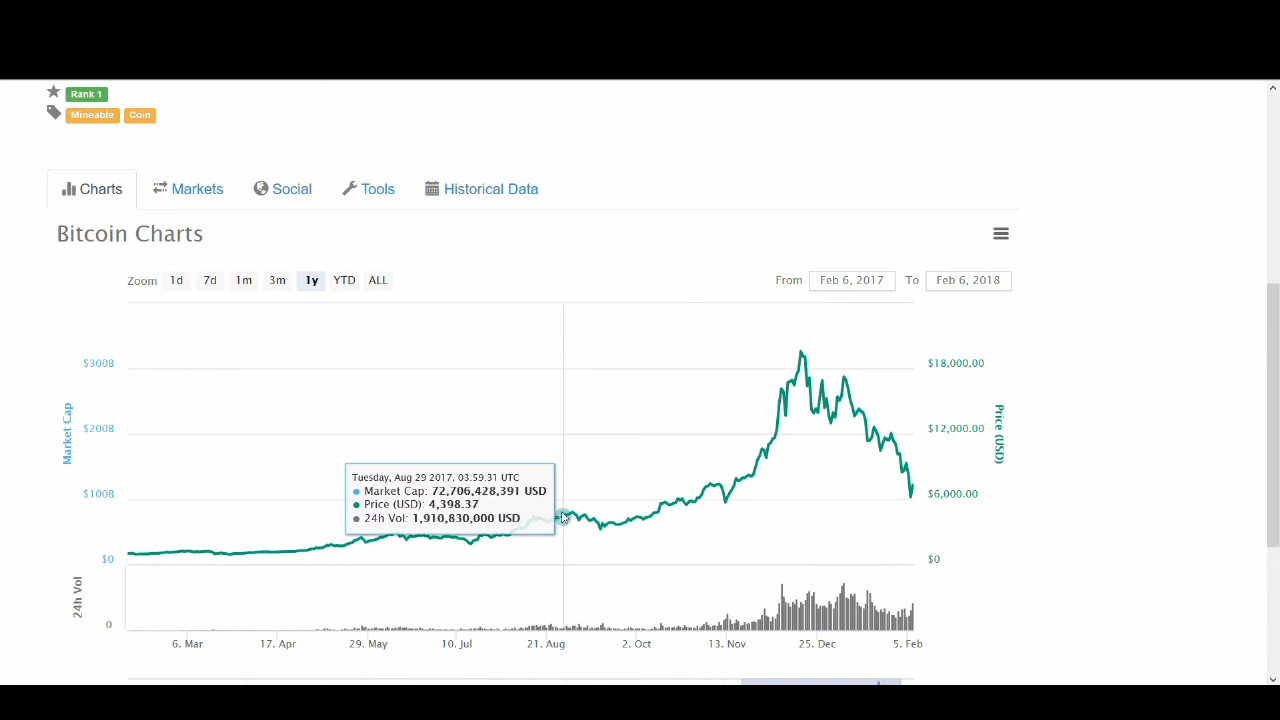 Rank 1
Mineable Coin
Charts Markets Social Tools Historical Data
Bitcoin Charts
Zoom 1d 7d 1m 3m 1y YTD ALL From Feb 6, 2017 To Feb 6, 2018
$300B $18,000.00
$200B $12,000.00
$100B $6,000.00
$0 $0
Market Cap
Price (USD)
Tuesday, Aug 29 2017, 03:59:31 UTC
Market Cap: 72,706,428,391 USD
Price (USD): 4,398.37
24h Vol: 1,910,830,000 USD
24h Vol
0
6. Mar 17. Apr 29. May 10. Jul 21. Aug 2. Oct 13. Nov 25. Dec 5. Feb